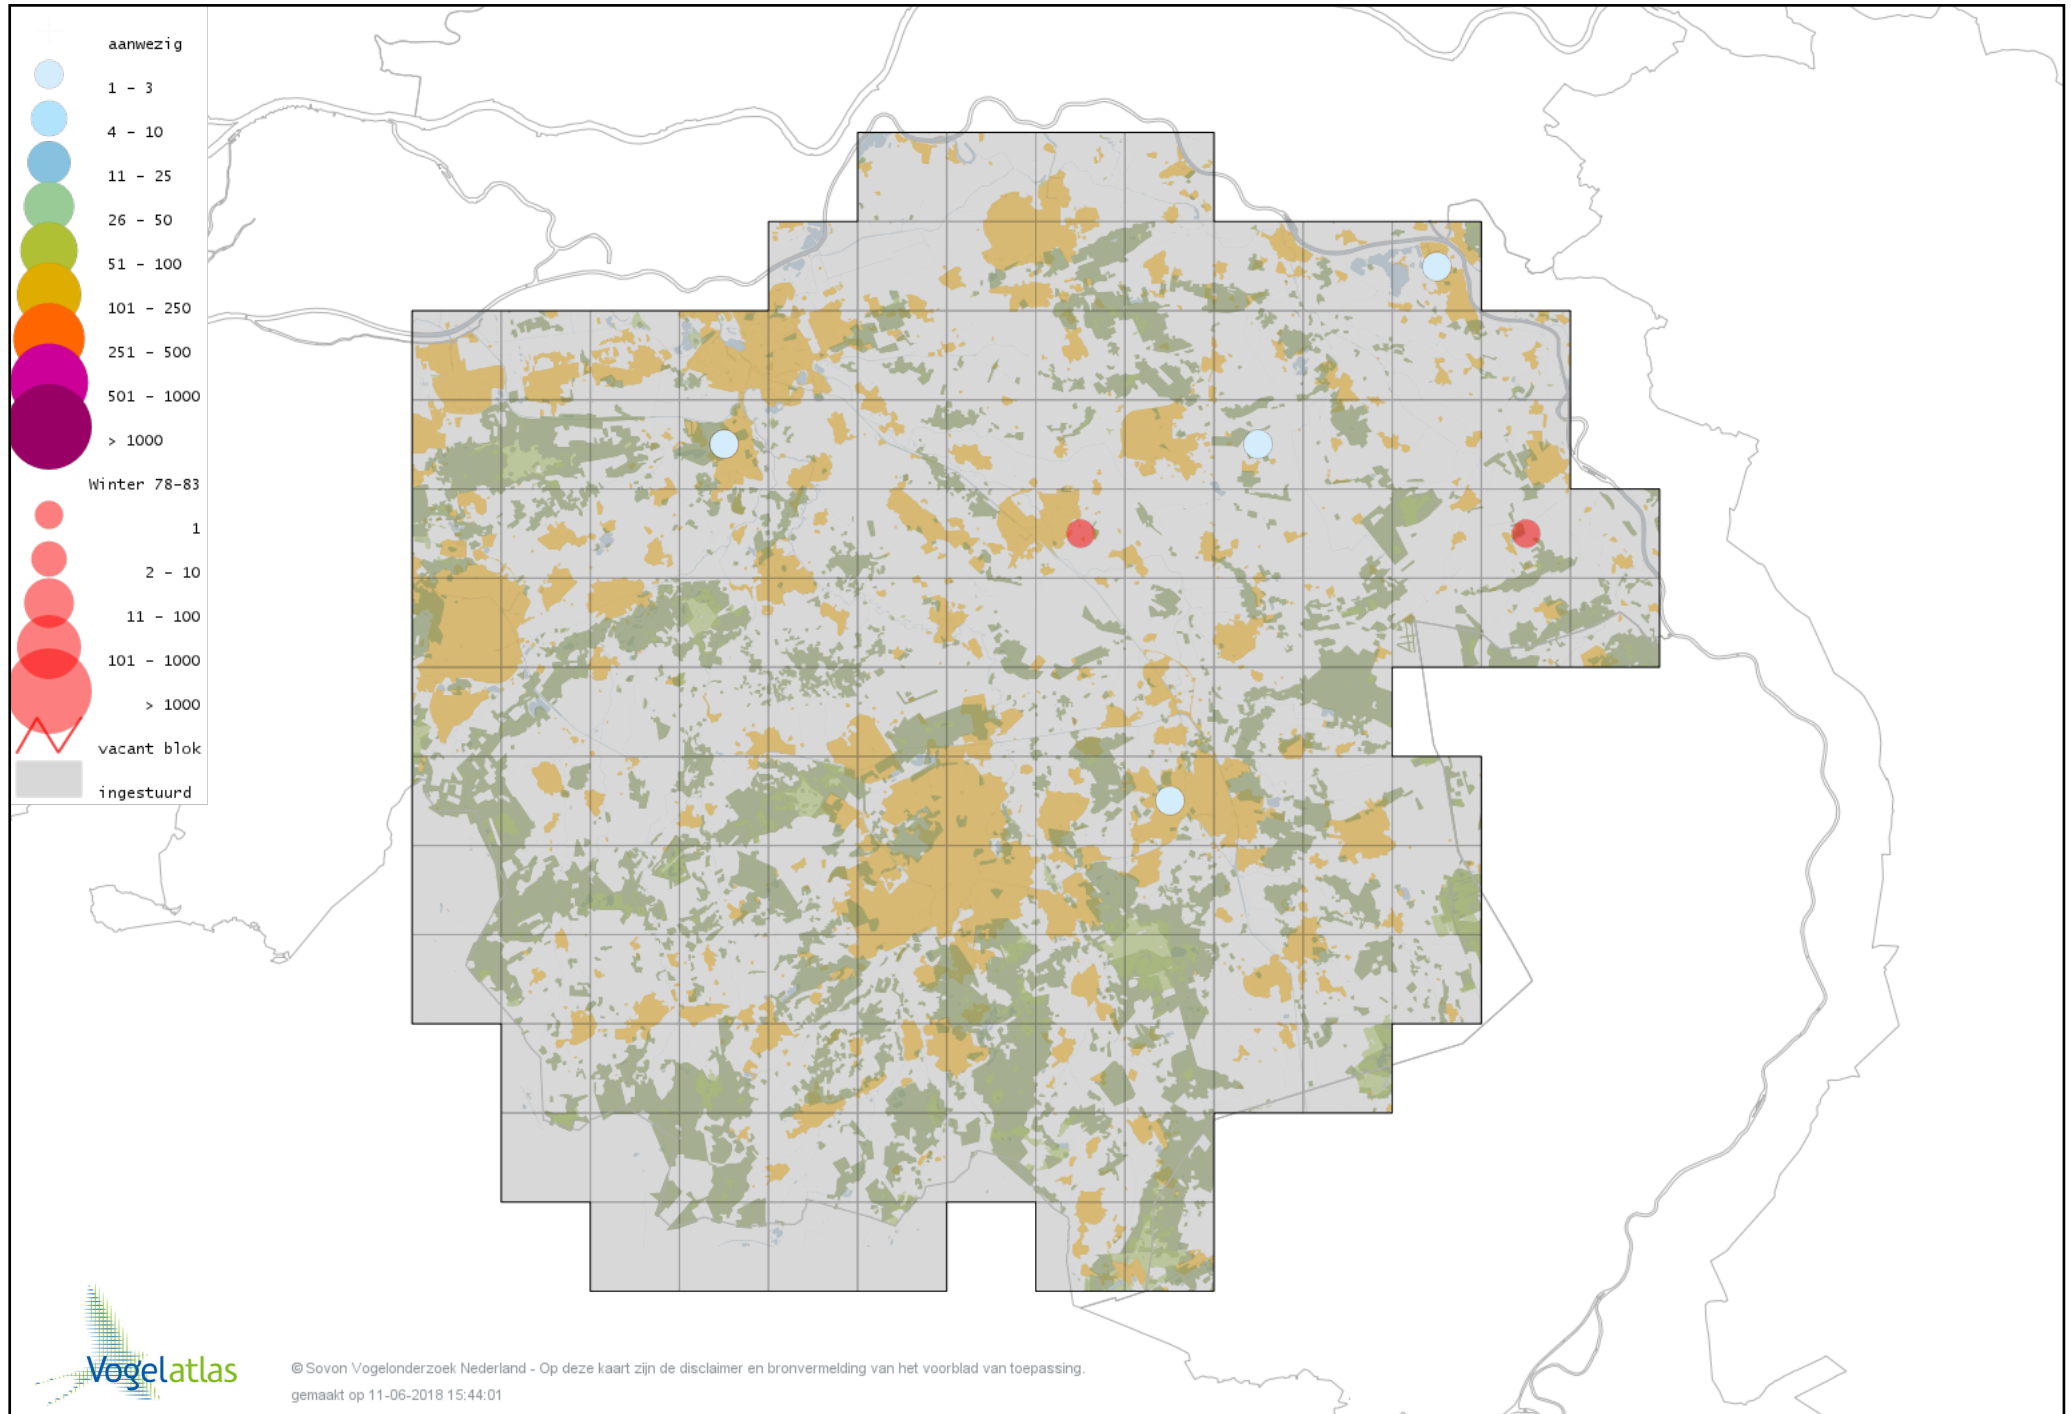 aanwezig
1 - 3
4 - 10
11 - 25
26 - 50
51 - 100
101 - 250
251 - 500
501 - 1000
> 1000
Winter 78-83
1
2 - 10
11 - 100
101 - 1000
> 1000
vacant blok
ingestuurd
Vogelatlas
© Sovon Vogelonderzoek Nederland - Op deze kaart zijn de disclaimer en bronvermelding van het voorblad van toepassing.
gemaakt op 11-06-2018 15:44:01